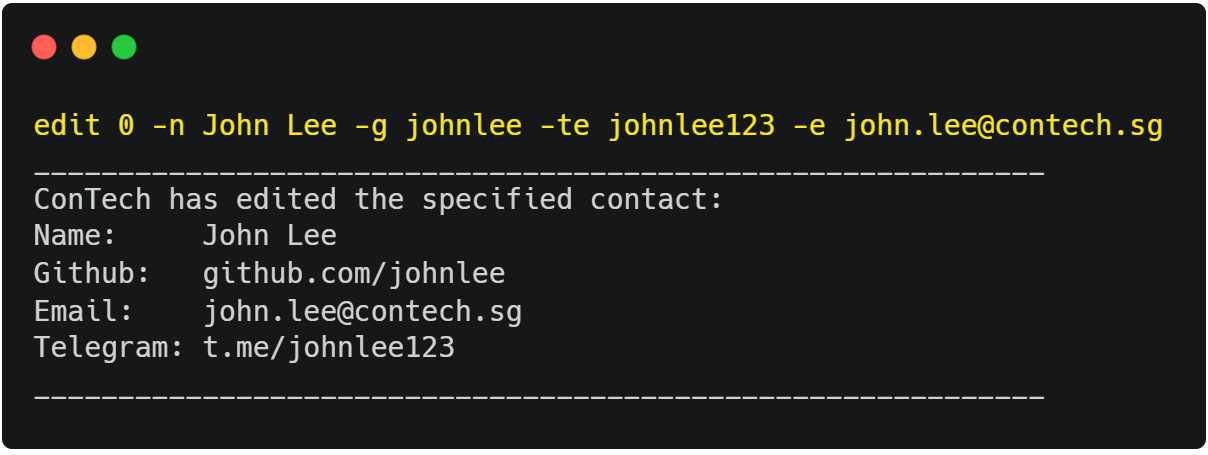 edit 0 -n John Lee -g johnlee -te johnlee123 -e john.lee@contech.sg
____________________________________________________________
ConTech has edited the specified contact:
Name:     John Lee
Github:   github.com/johnlee
Email:    john.lee@contech.sg
Telegram: t.me/johnlee123
____________________________________________________________